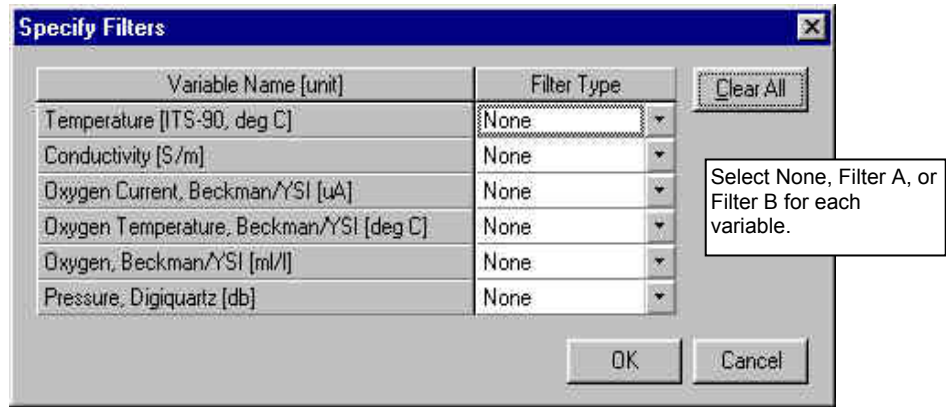 Specify Filters
Variable Name [unit] Filter Type Clear All
Temperature [ITS-90, deg C] None
Conductivity [S/m] None
Oxygen Current, Beckman/YSI [uA] None
Oxygen Temperature, Beckman/YSI [deg C] None
Oxygen, Beckman/YSI [ml/l] None
Pressure, Digiquartz [db] None
Select None, Filter A, or
Filter B for each
variable.
OK Cancel